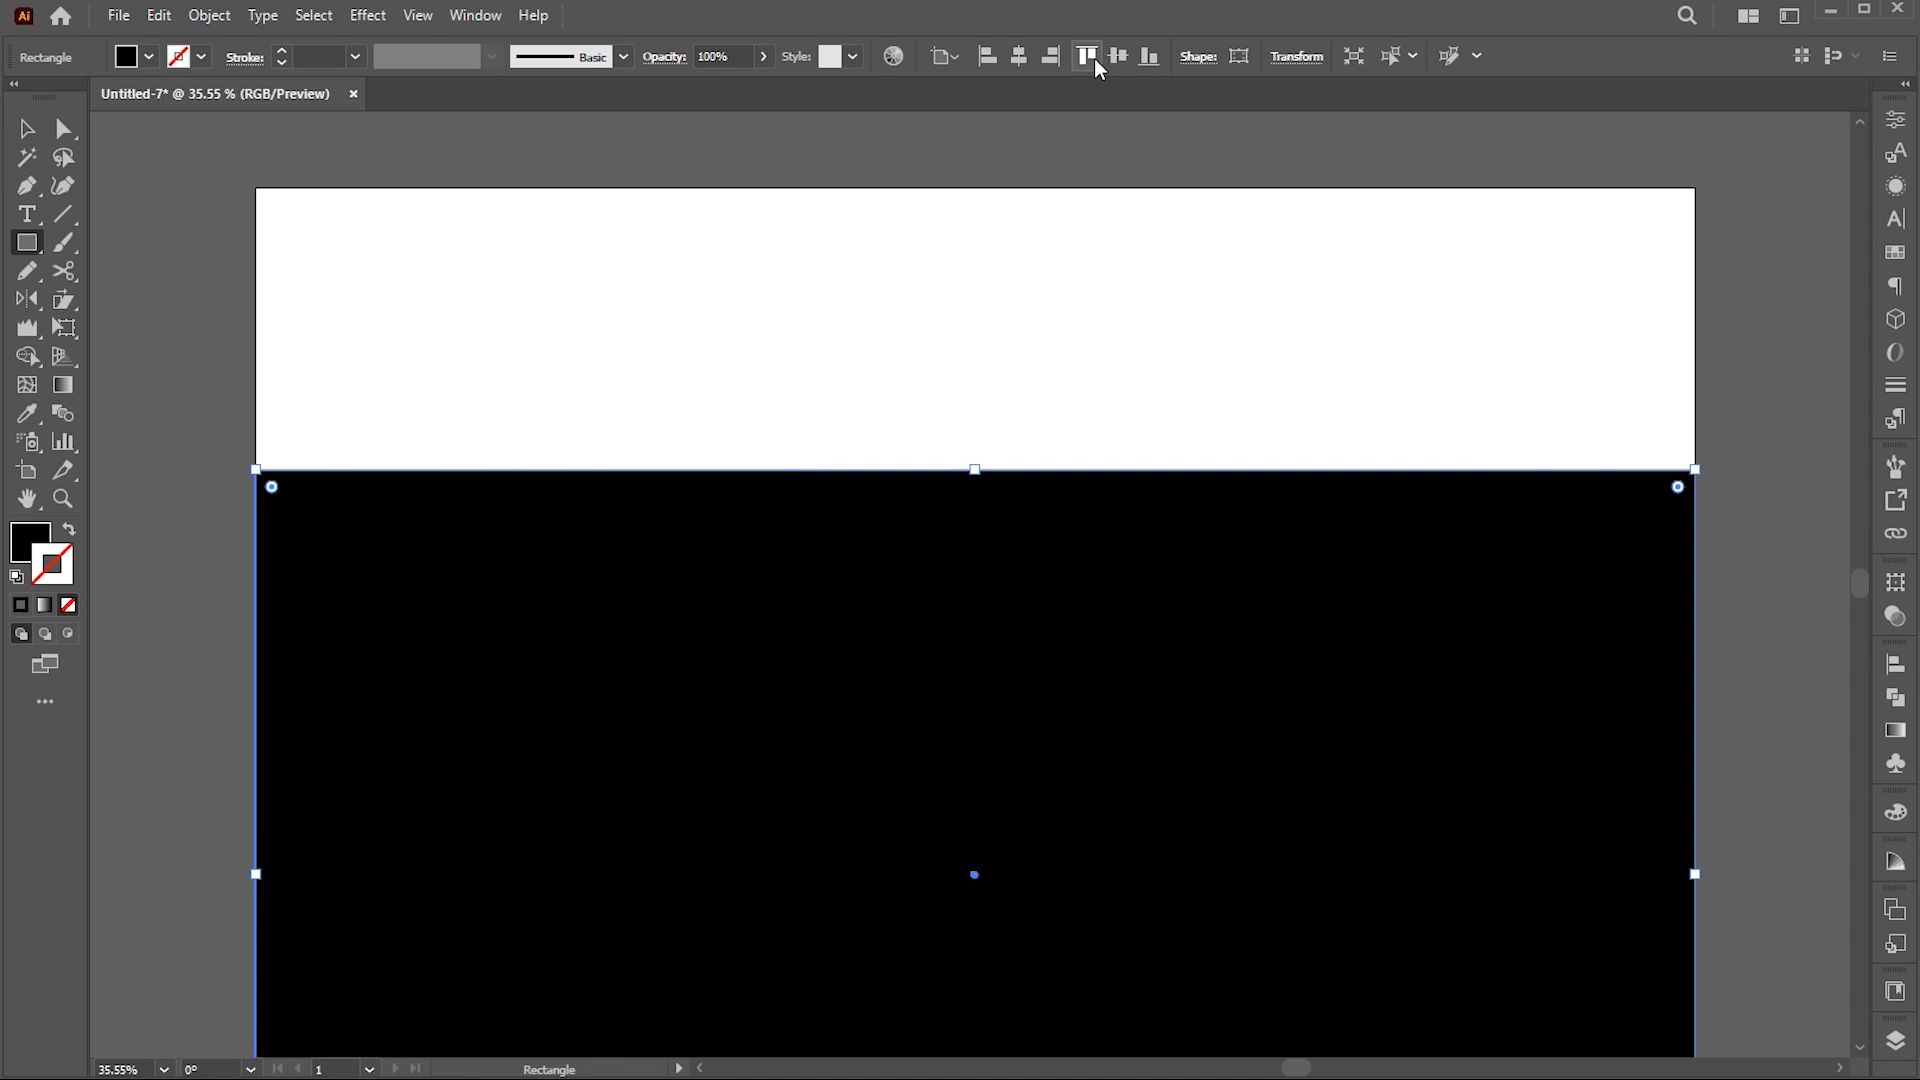 Ai File Edit Object Type Select Effect View Window Help
Rectangle Stroke: Basic Opacity: 100% Style: Shape: Transform
Untitled-7* @ 35.55 % (RGB/Preview) ×
35.55% 0° 1 Rectangle